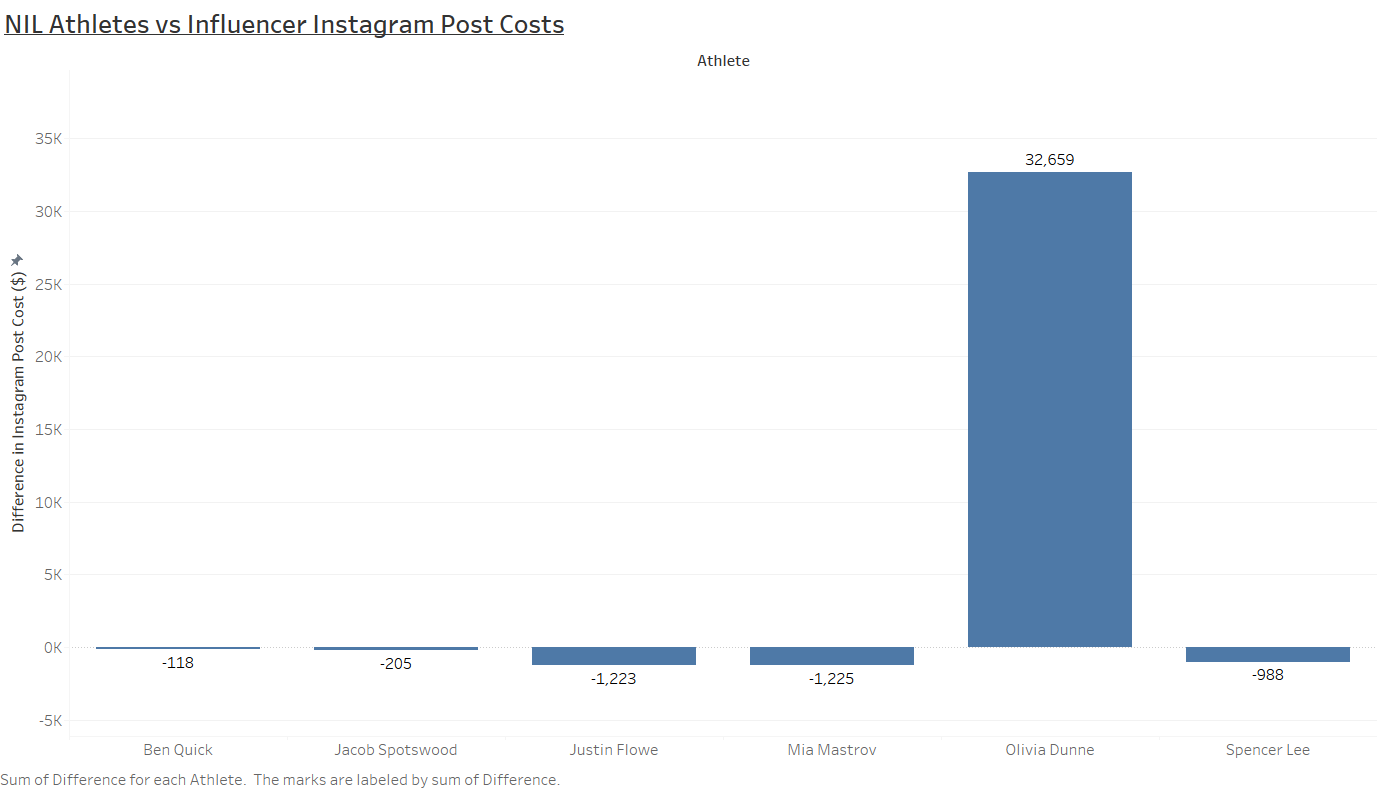 NIL Athletes vs Influencer Instagram Post Costs
Athlete
Difference in Instagram Post Cost ($)
35K
30K
25K
20K
15K
10K
5K
0K
-5K
32,659
-118
-205
-1,223
-1,225
-988
Ben Quick
Jacob Spotswood
Justin Flowe
Mia Mastrov
Olivia Dunne
Spencer Lee
Sum of Difference for each Athlete.  The marks are labeled by sum of Difference.